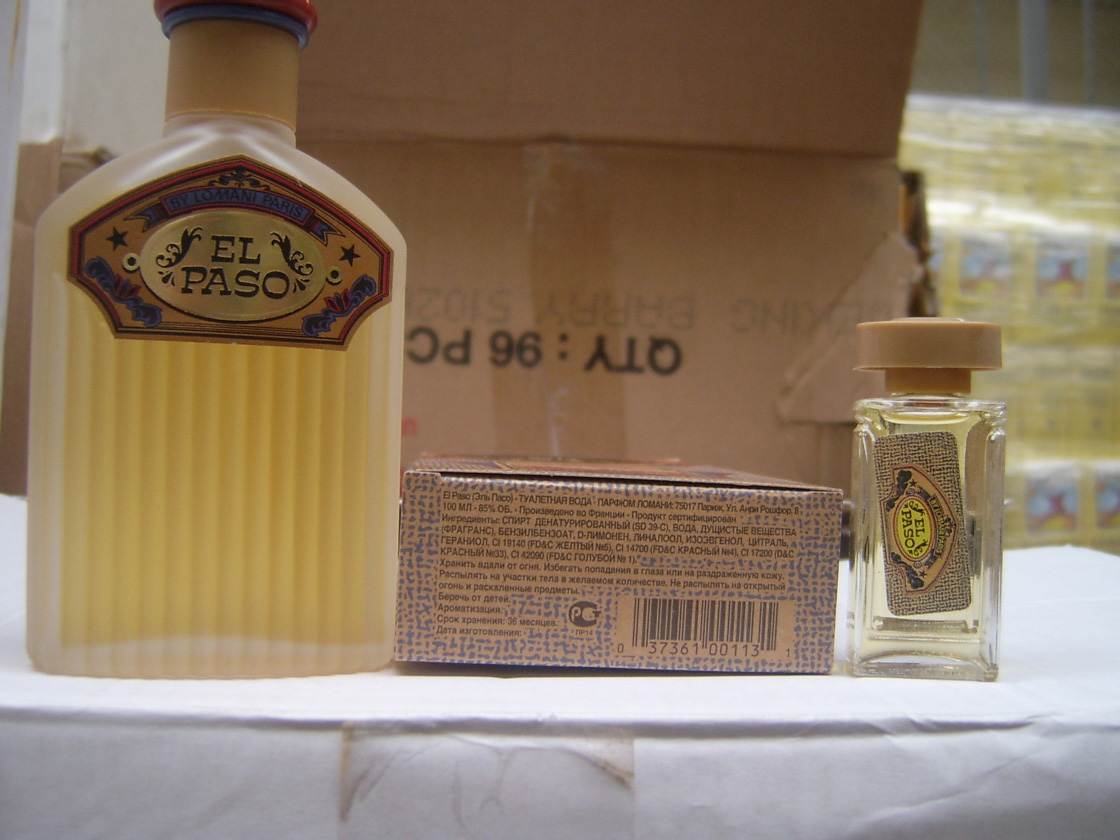 BY LOMANI PARIS
EL
PASO
QTY : 96 PC
El Paso (Эль Пасо) - ТУАЛЕТНАЯ ВОДА - ПАРФЮМ ЛОМАНИ: 75017 Париж, Ул. Анри Рошфор, 8
100 МЛ - 85% ОБ. - Произведено во Франции - Продукт сертифицирован
Ингредиенты: СПИРТ ДЕНАТУРИРОВАННЫЙ (SD 39-C), ВОДА, ДУШИСТЫЕ ВЕЩЕСТВА
(ФРАГАНС), БЕНЗИЛБЕНЗОАТ, D-ЛИМОНЕН, ЛИНАЛООЛ, ИЗОЭВГЕНОЛ, ЦИТРАЛЬ,
ГЕРАНИОЛ, CI 19140 (FD&C ЖЕЛТЫЙ №5), CI 14700 (FD&C КРАСНЫЙ №4), CI 17200 (D&C
КРАСНЫЙ №33), CI 42090 (FD&C ГОЛУБОЙ № 1).
Хранить вдали от огня. Избегать попадания в глаза или на раздраженную кожу.
Распылять на участки тела в желаемом количестве. Не распылять на открытый
огонь и раскаленные предметы.
Беречь от детей.
Ароматизация.
Срок хранения: 36 месяцев.
Дата изготовления:
ПР14
0 37361 00113 1
EL
PASO